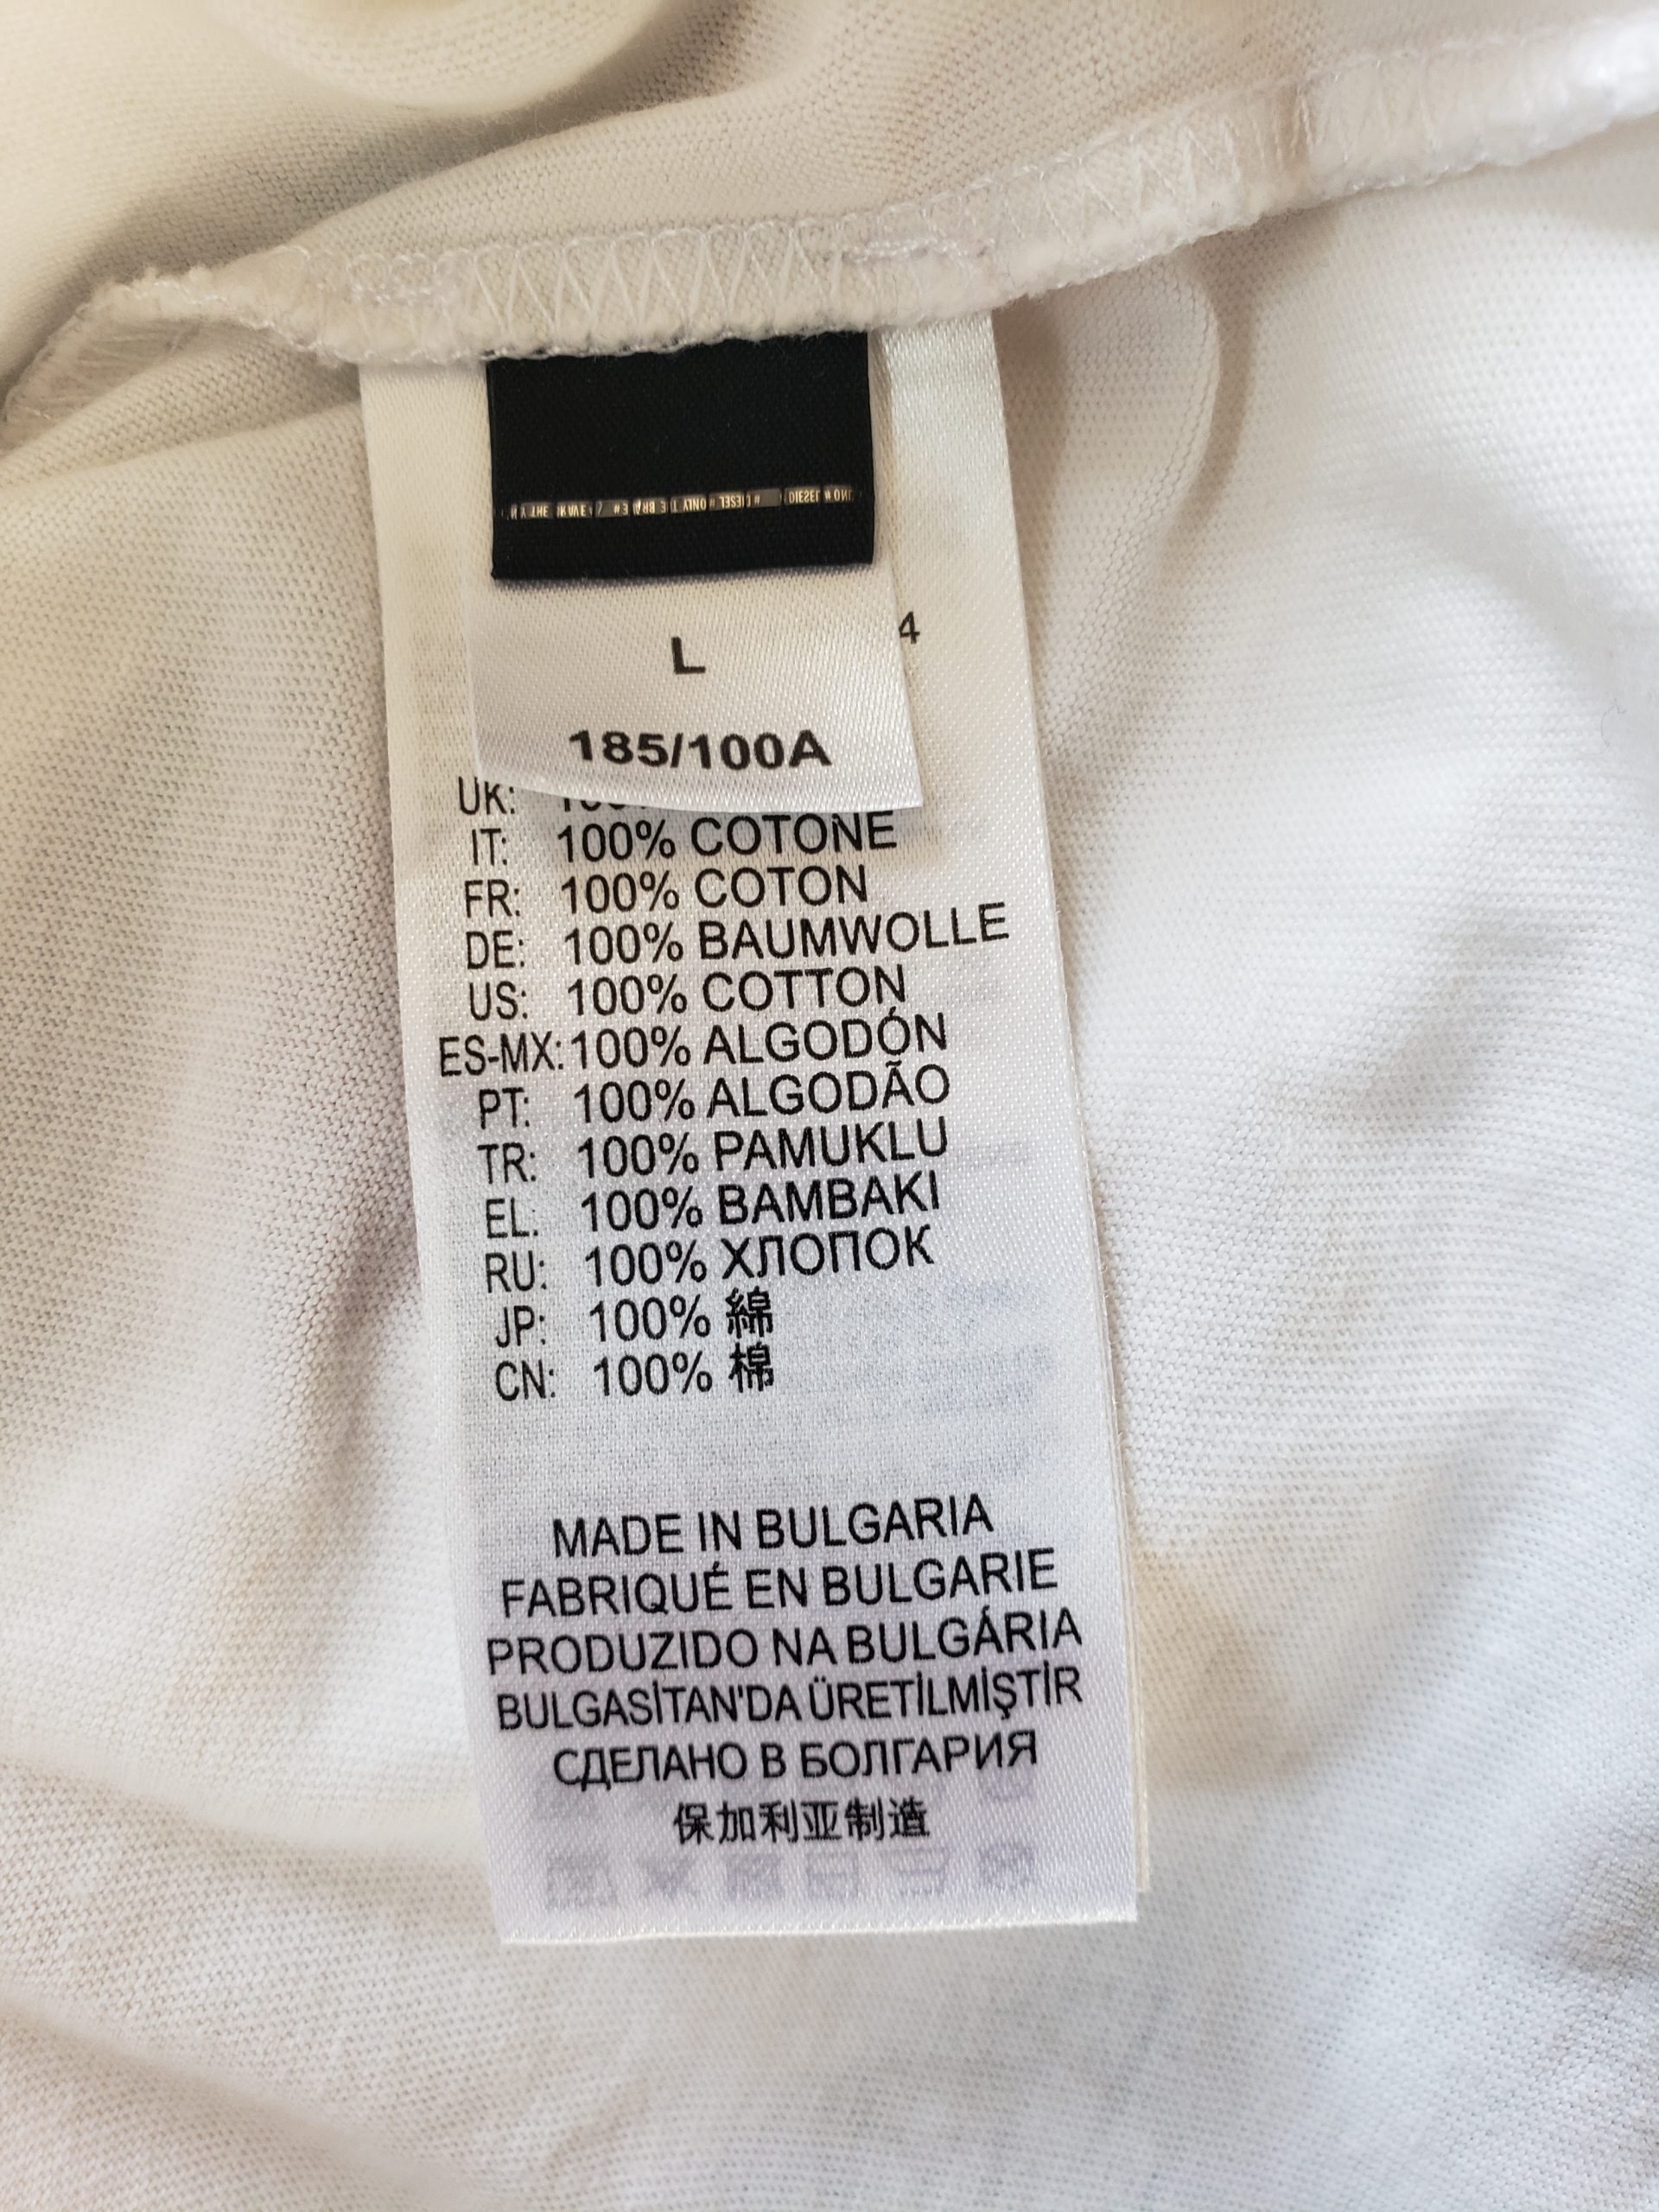 4
L
185/100A
UK:
IT: 100% COTONE
FR: 100% COTON
DE: 100% BAUMWOLLE
US: 100% COTTON
ES-MX: 100% ALGODÓN
PT: 100% ALGODÃO
TR: 100% PAMUKLU
EL: 100% BAMBAKI
RU: 100% ХЛОПОК
JP: 100% 綿
CN: 100% 棉
MADE IN BULGARIA
FABRIQUÉ EN BULGARIE
PRODUZIDO NA BULGÁRIA
BULGASİTAN'DA ÜRETİLMİŞTİR
СДЕЛАНО В БОЛГАРИЯ
保加利亚制造